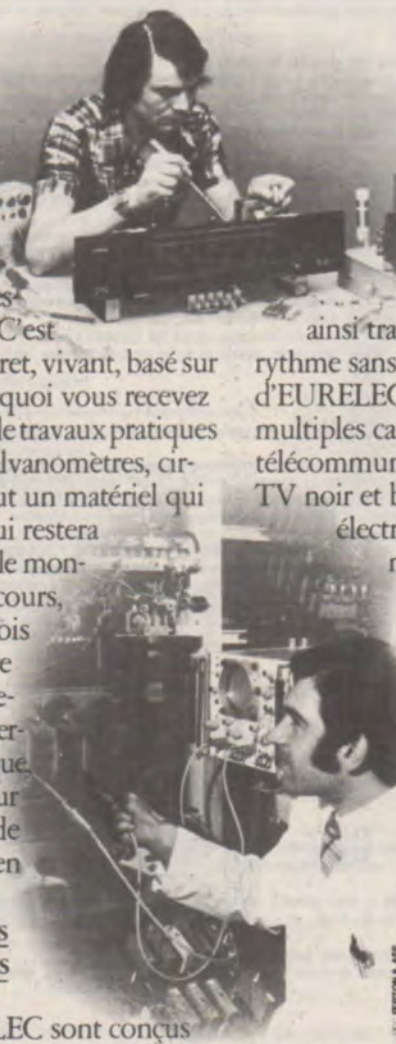 C'est
ret, vivant, basé sur
quoi vous recevez
le travaux pratiques
lvanomètres, cir-
ut un matériel qui
ui restera
le mon-
cours,
ois
e
e-
er-
ue,
ur
de
en
s
s
LEC sont conçus
ainsi tra
rythme sans
d'EURELEC
multiples ca
télécommun
TV noir et b
électr